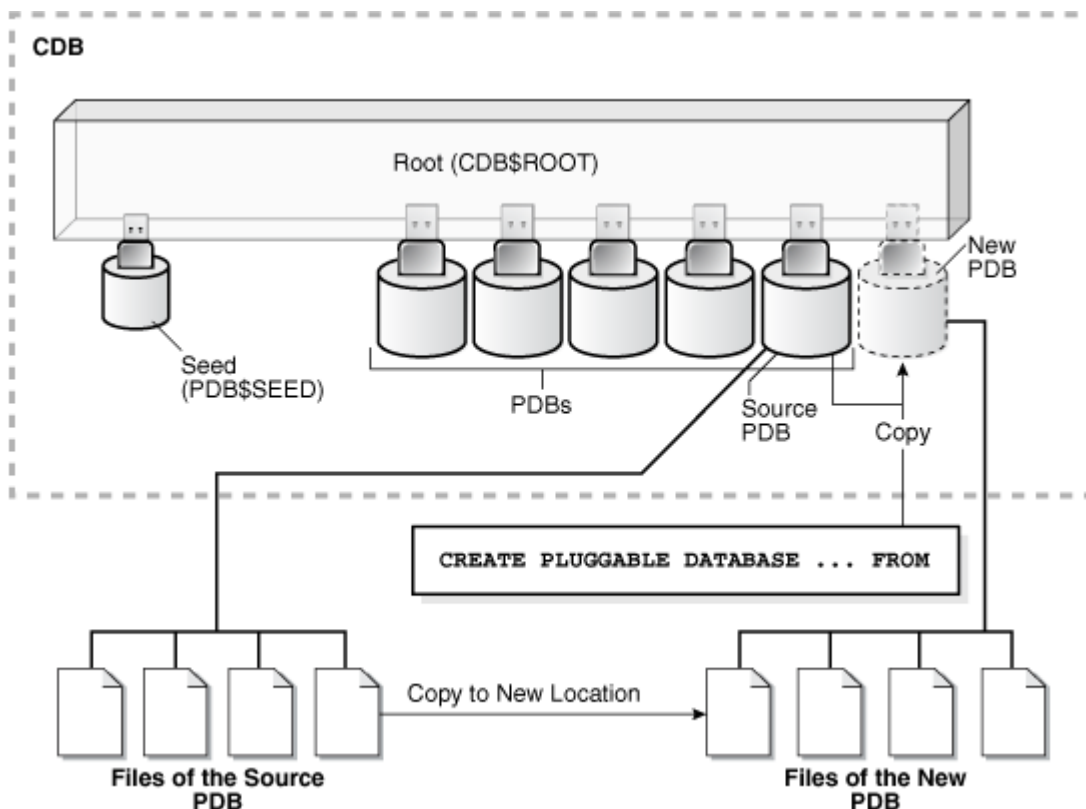 CDB
Root (CDB$ROOT)
New
PDB
Seed
(PDB$SEED)
PDBs
Source
PDB
Copy
CREATE PLUGGABLE DATABASE ... FROM
Copy to New Location
Files of the Source
PDB
Files of the New
PDB